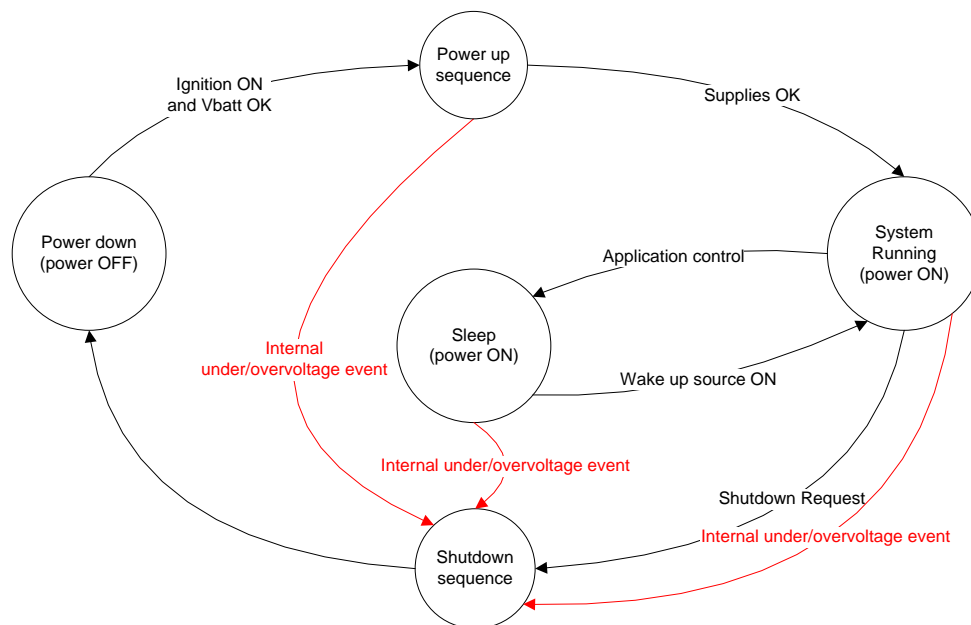 Power up
sequence
Ignition ON
and Vbatt OK
Supplies OK
Power down
(power OFF)
System
Running
(power ON)
Application control
Sleep
(power ON)
Internal
under/overvoltage event
Wake up source ON
Internal under/overvoltage event
Shutdown Request
Internal under/overvoltage event
Shutdown
sequence